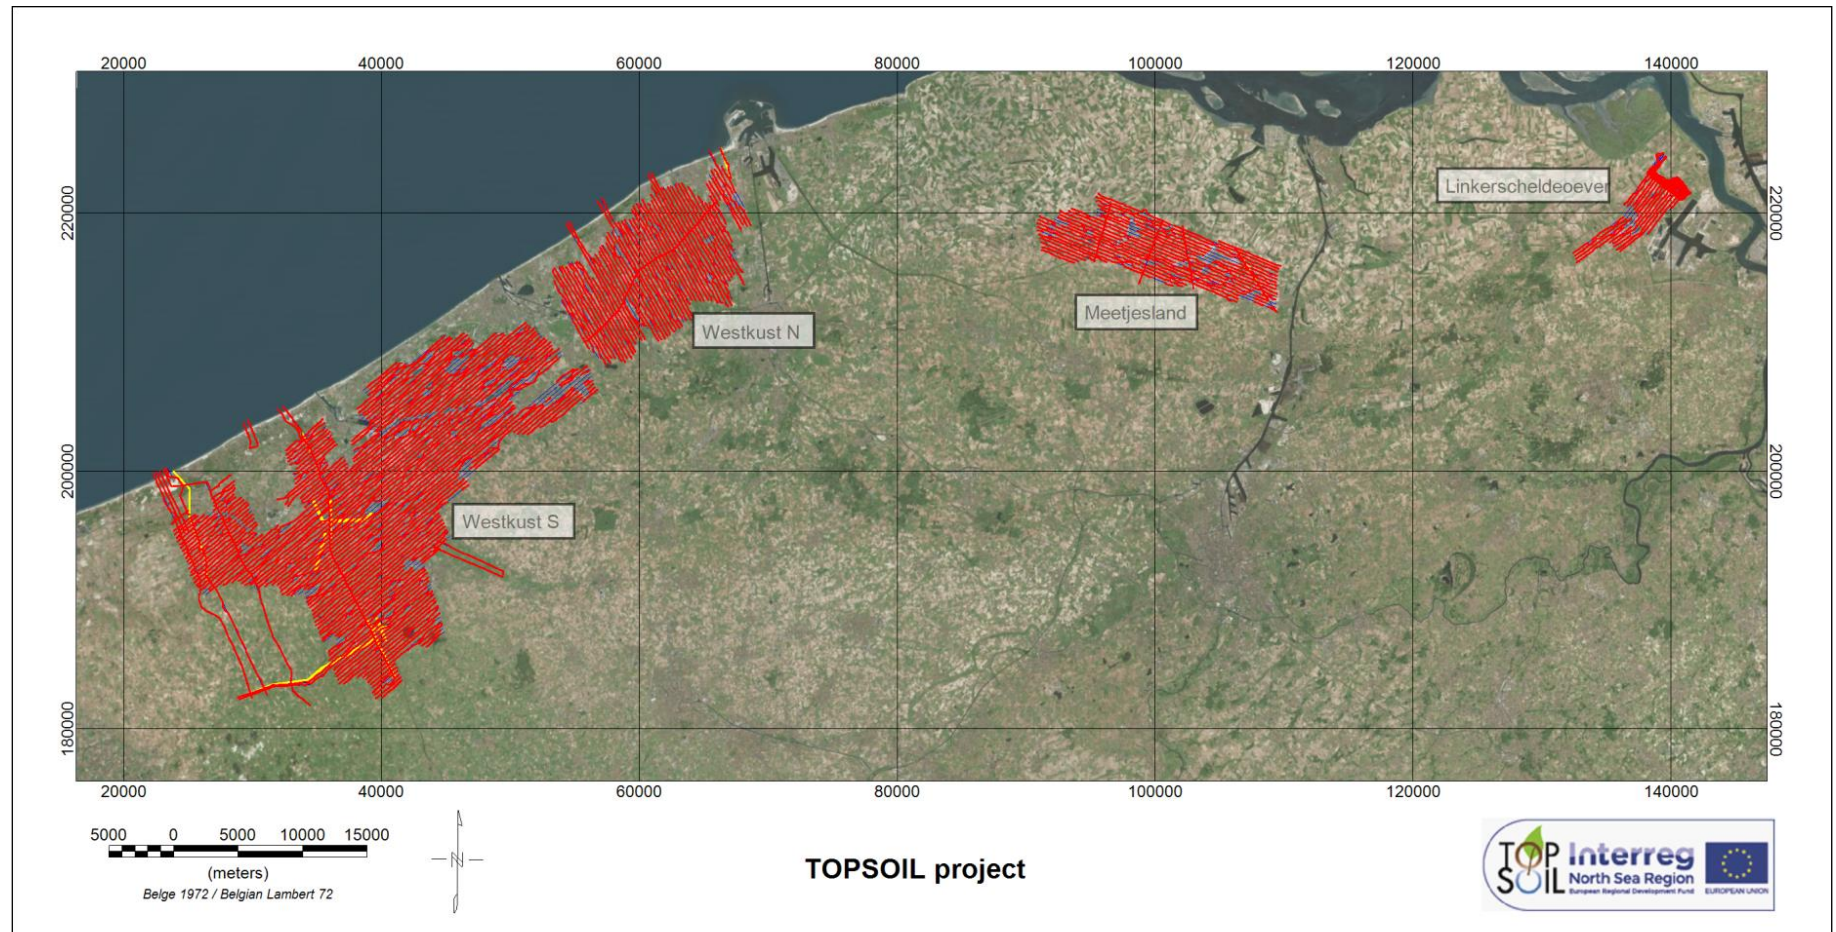 20000 40000 60000 80000 100000 120000 140000
220000
220000
Linkerscheldeoever
Meetjesland
Westkust N
200000
200000
Westkust S
180000
180000
20000 40000 60000 80000 100000 120000 140000
5000 0 5000 10000 15000
(meters)
Belge 1972 / Belgian Lambert 72
N
TOPSOIL project
TOP
SOIL
Interreg
North Sea Region
European Regional Development Fund
EUROPEAN UNION